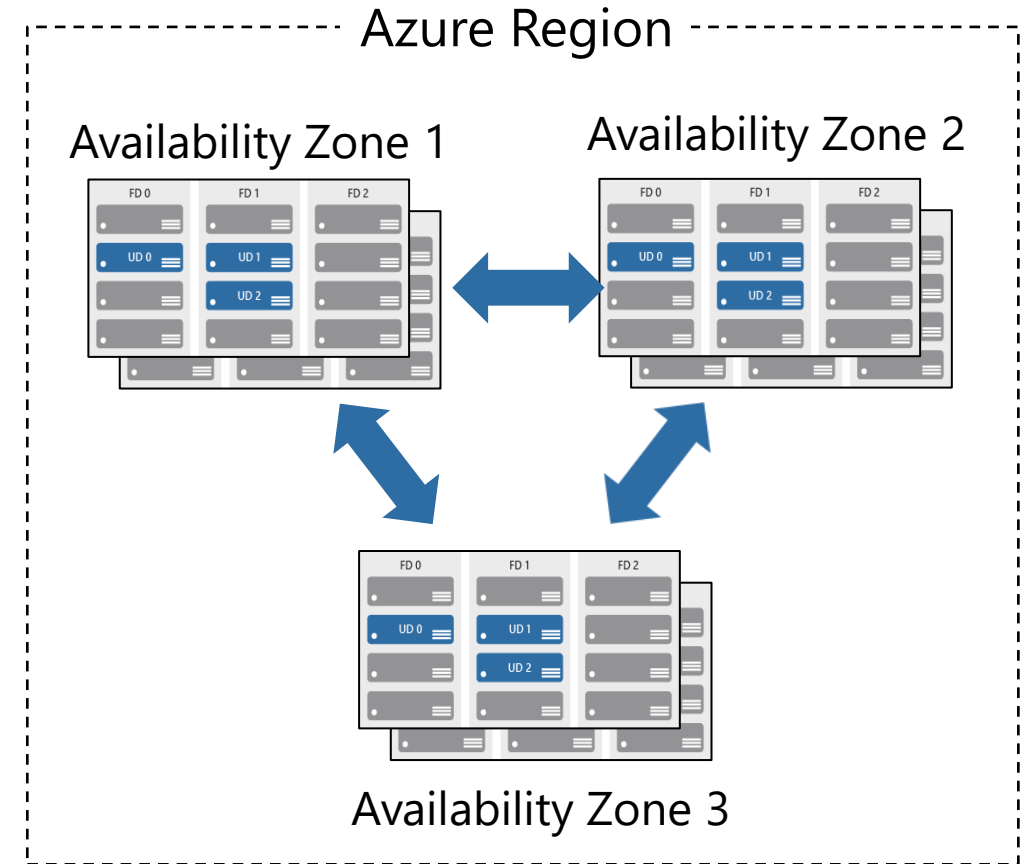 Azure Region
Availability Zone 1
Availability Zone 2
FD 0 FD 1 FD 2
UD 0 UD 1
UD 2
FD 0 FD 1 FD 2
UD 0 UD 1
UD 2
FD 0 FD 1 FD 2
UD 0 UD 1
UD 2
Availability Zone 3